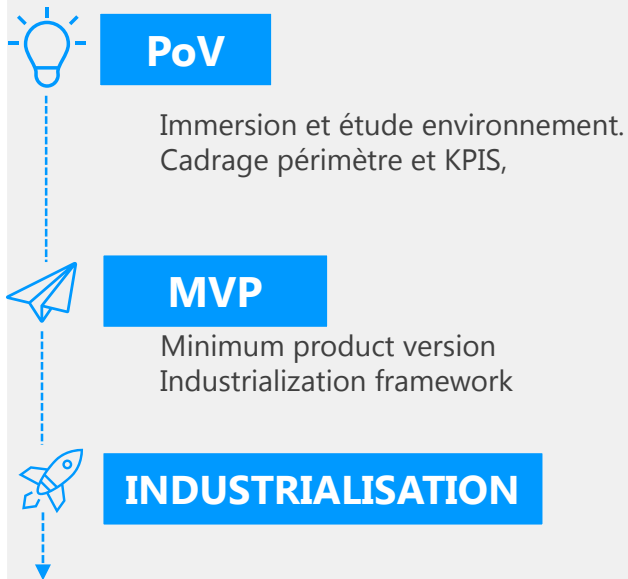 PoV
Immersion et étude environnement.
Cadrage périmètre et KPIS,
MVP
Minimum product version
Industrialization framework
INDUSTRIALISATION